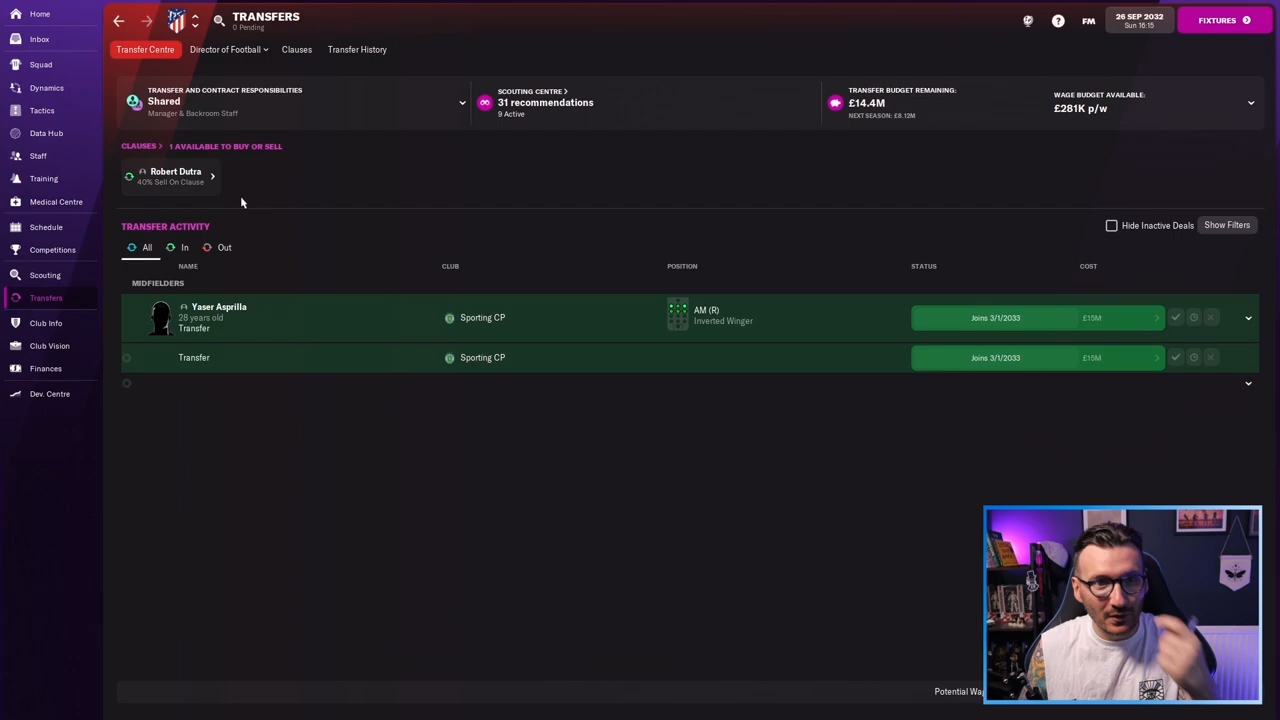 Home
Inbox
Squad
Dynamics
Tactics
Data Hub
Staff
Training
Medical Centre
Schedule
Competitions
Scouting
Transfers
Club Info
Club Vision
Finances
Dev. Centre
TRANSFERS
0 Pending
FM
26 SEP 2032
Sun 16:15
FIXTURES
Transfer Centre
Director of Football
Clauses
Transfer History
TRANSFER AND CONTRACT RESPONSIBILITIES
Shared
Manager & Backroom Staff
SCOUTING CENTRE
31 recommendations
9 Active
TRANSFER BUDGET REMAINING:
£14.4M
NEXT SEASON: £8.12M
WAGE BUDGET AVAILABLE:
£281K p/w
CLAUSES 1 AVAILABLE TO BUY OR SELL
Robert Dutra
40% Sell On Clause
TRANSFER ACTIVITY
Hide Inactive Deals
Show Filters
All In Out
NAME CLUB POSITION STATUS COST
MIDFIELDERS
Yaser Asprilla
28 years old
Transfer
Sporting CP
AM (R)
Inverted Winger
Joins 3/1/2033 £15M
Transfer Sporting CP Joins 3/1/2033 £15M
Potential